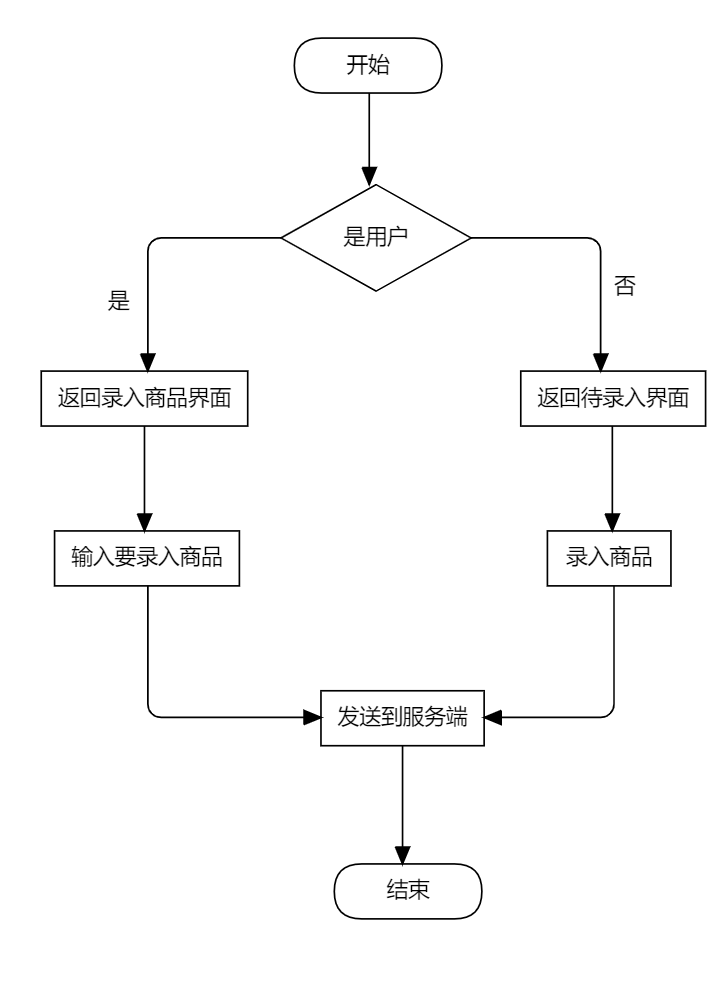 开始
是用户
是
否
返回录入商品界面
返回待录入界面
输入要录入商品
录入商品
发送到服务端
结束